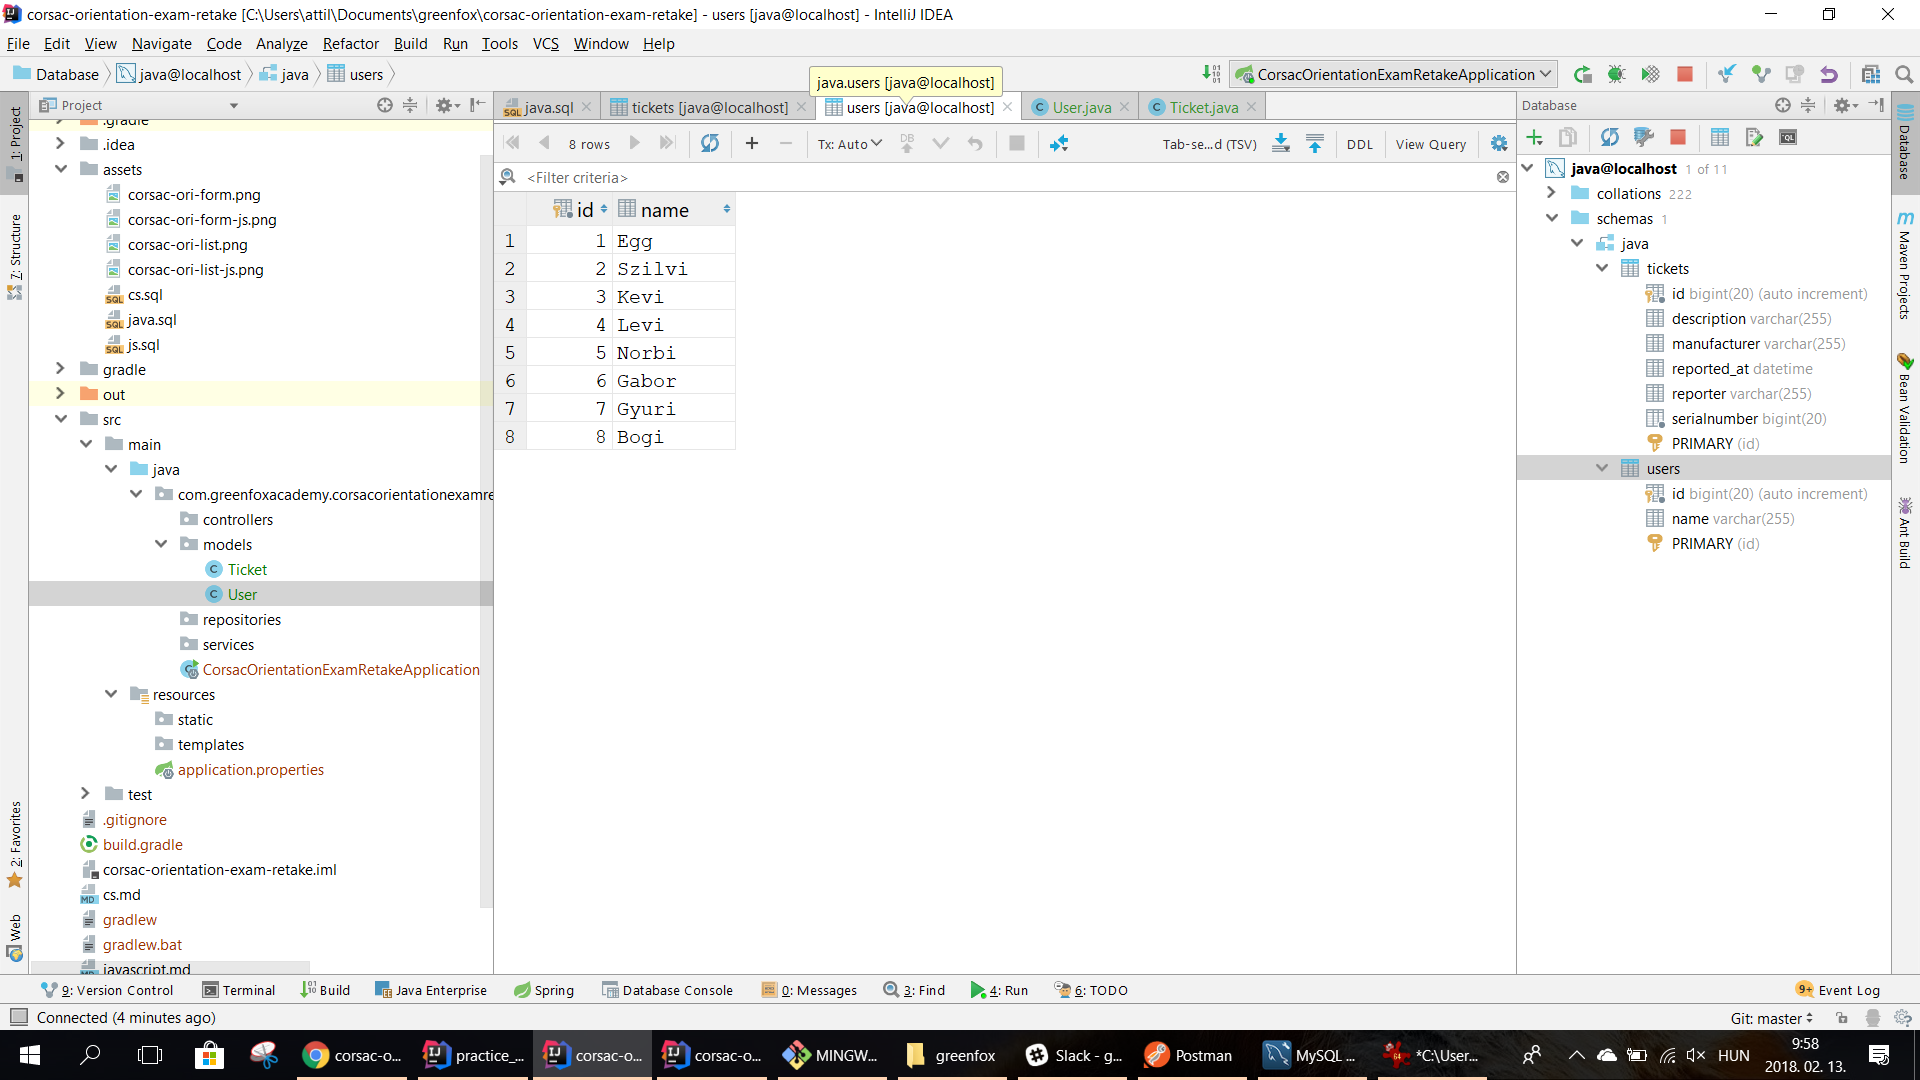 corsac-orientation-exam-retake [C:\Users\attil\Documents\greenfox\corsac-orientation-exam-retake] - users [java@localhost] - IntelliJ IDEA
File Edit View Navigate Code Analyze Refactor Build Run Tools VCS Window Help
Database java@localhost java users
java.users [java@localhost]
CorsacOrientationExamRetakeApplication
Project
java.sql tickets [java@localhost] users [java@localhost] User.java Ticket.java
Database
8 rows Tx: Auto DB Tab-se...d (TSV) DDL View Query
<Filter criteria>
id name
1 1 Egg
2 2 Szilvi
3 3 Kevi
4 4 Levi
5 5 Norbi
6 6 Gabor
7 7 Gyuri
8 8 Bogi
.gradle
.idea
assets
corsac-ori-form.png
corsac-ori-form-js.png
corsac-ori-list.png
corsac-ori-list-js.png
cs.sql
java.sql
js.sql
gradle
out
src
main
java
com.greenfoxacademy.corsacorientationexamre
controllers
models
Ticket
User
repositories
services
CorsacOrientationExamRetakeApplication
resources
static
templates
application.properties
test
.gitignore
build.gradle
corsac-orientation-exam-retake.iml
cs.md
gradlew
gradlew.bat
javascript.md
java@localhost 1 of 11
collations 222
schemas 1
java
tickets
id bigint(20) (auto increment)
description varchar(255)
manufacturer varchar(255)
reported_at datetime
reporter varchar(255)
serialnumber bigint(20)
PRIMARY (id)
users
id bigint(20) (auto increment)
name varchar(255)
PRIMARY (id)
1: Project
7: Structure
2: Favorites
Web
Database
Maven Projects
Bean Validation
Ant Build
9: Version Control Terminal Build Java Enterprise Spring Database Console 0: Messages 3: Find 4: Run 6: TODO 9+ Event Log
Connected (4 minutes ago)
Git: master
corsac-o... practice_... corsac-o... corsac-o... MINGW... greenfox Slack - g... Postman MySQL ... *C:\User...
HUN
9:58
2018. 02. 13.